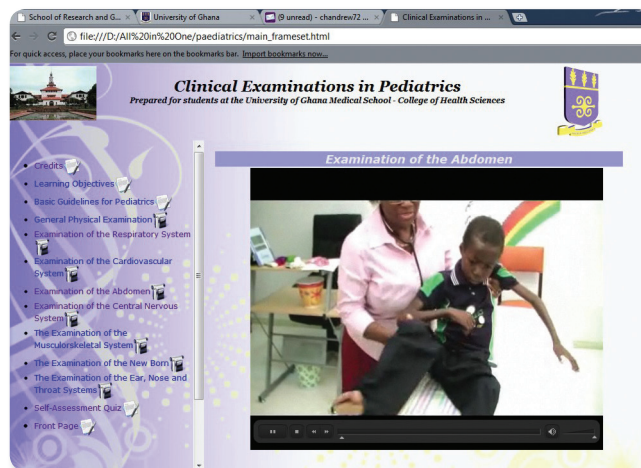 School of Research and G...
University of Ghana
(9 unread) - chandrew72 ...
Clinical Examinations in ...
file:///D:/All%20in%20One/paediatrics/main_frameset.html
For quick access, place your bookmarks here on the bookmarks bar. Import bookmarks now...
Clinical Examinations in Pediatrics
Prepared for students at the University of Ghana Medical School - College of Health Sciences
Examination of the Abdomen
Credits
Learning Objectives
Basic Guidelines for Pediatrics
General Physical Examination
Examination of the Respiratory System
Examination of the Cardiovascular
System
Examination of the Abdomen
Examination of the Central Nervous
System
The Examination of the
Musculorskeletal System
The Examination of the New Born
The Examination of the Ear, Nose and
Throat Systems
Self-Assessment Quiz
Front Page